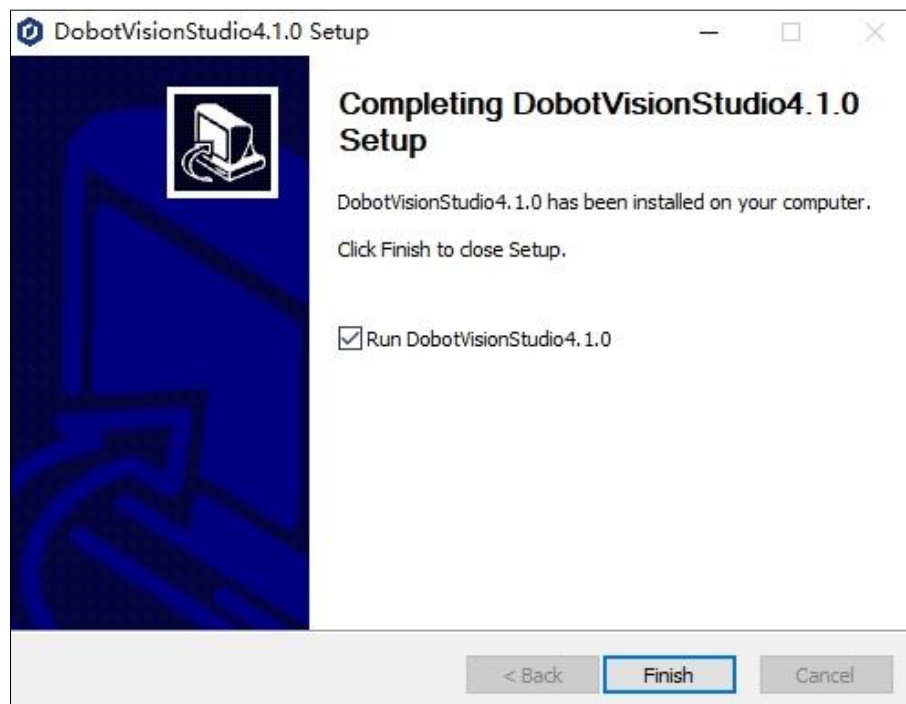 DobotVisionStudio4.1.0 Setup
Completing DobotVisionStudio4.1.0
Setup
DobotVisionStudio4.1.0 has been installed on your computer.
Click Finish to close Setup.
Run DobotVisionStudio4.1.0
< Back Finish Cancel